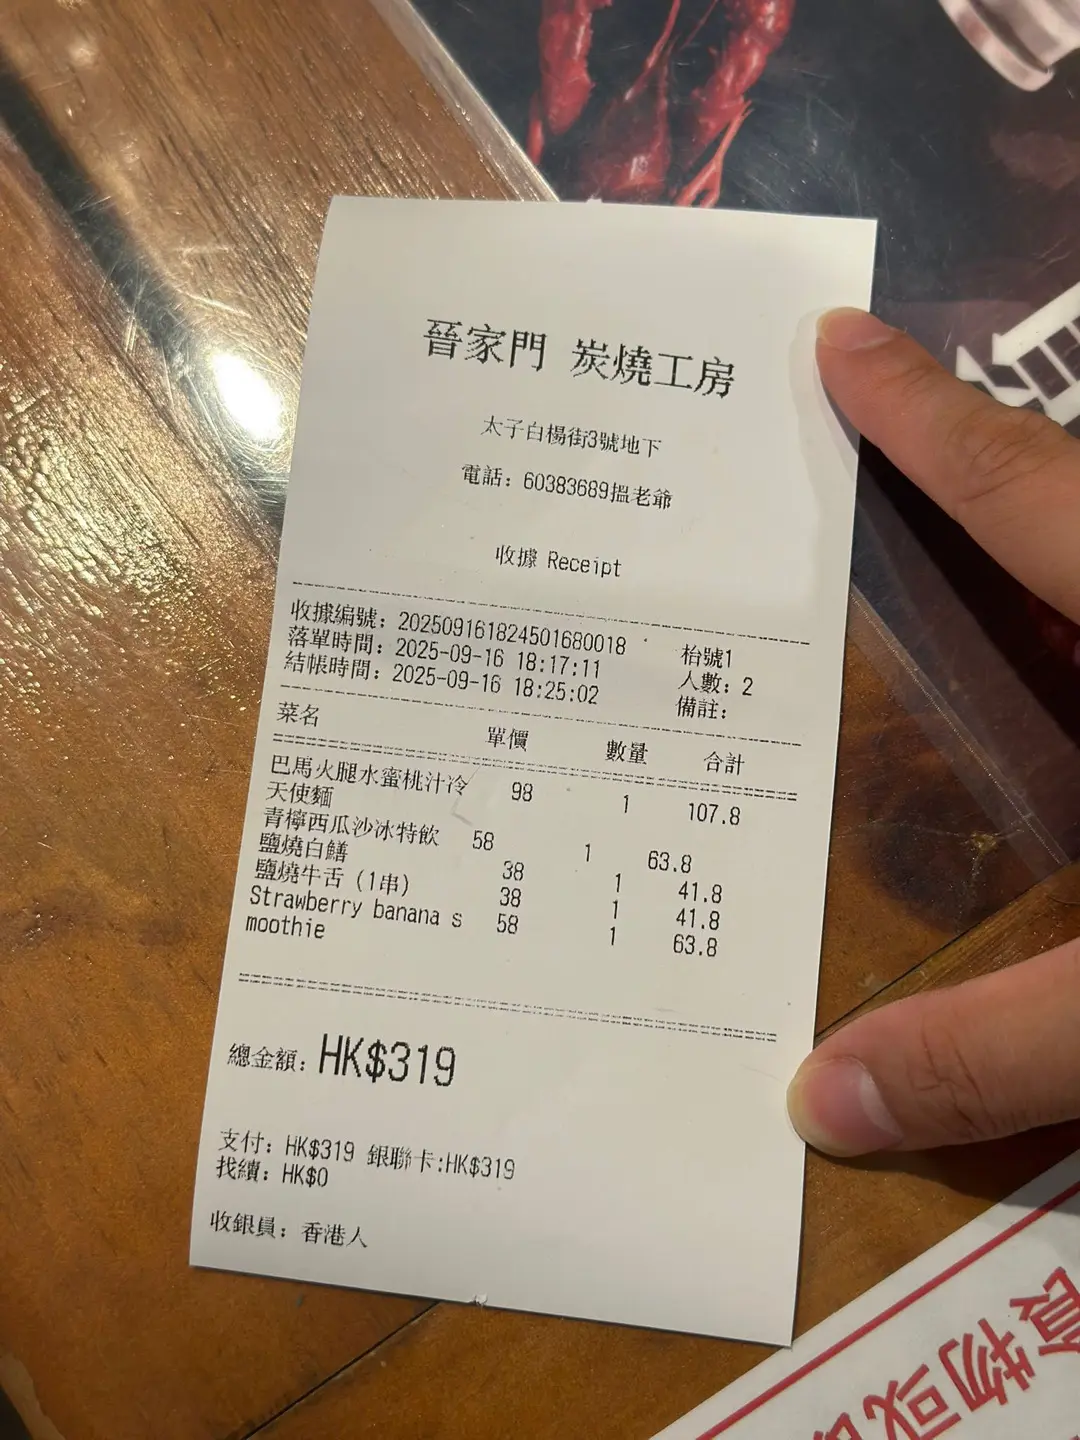 晉家門 炭燒工房
太子白楊街3號地下
電話：60383689搵老爺
收據 Receipt
收據編號：202509161824501680018 枱號1
落單時間：2025-09-16 18:17:11 人數：2
結帳時間：2025-09-16 18:25:02 備註：
菜名 單價 數量 合計
巴馬火腿水蜜桃汁冷 98 1 107.8
天使麵
青檸西瓜沙冰特飲 58 1 63.8
鹽燒白鱔 38 1 41.8
鹽燒牛舌 (1串) 38 1 41.8
Strawberry banana s 58 1 63.8
moothie
總金額：HK$319
支付：HK$319 銀聯卡:HK$319
找續：HK$0
收銀員：香港人
食物或